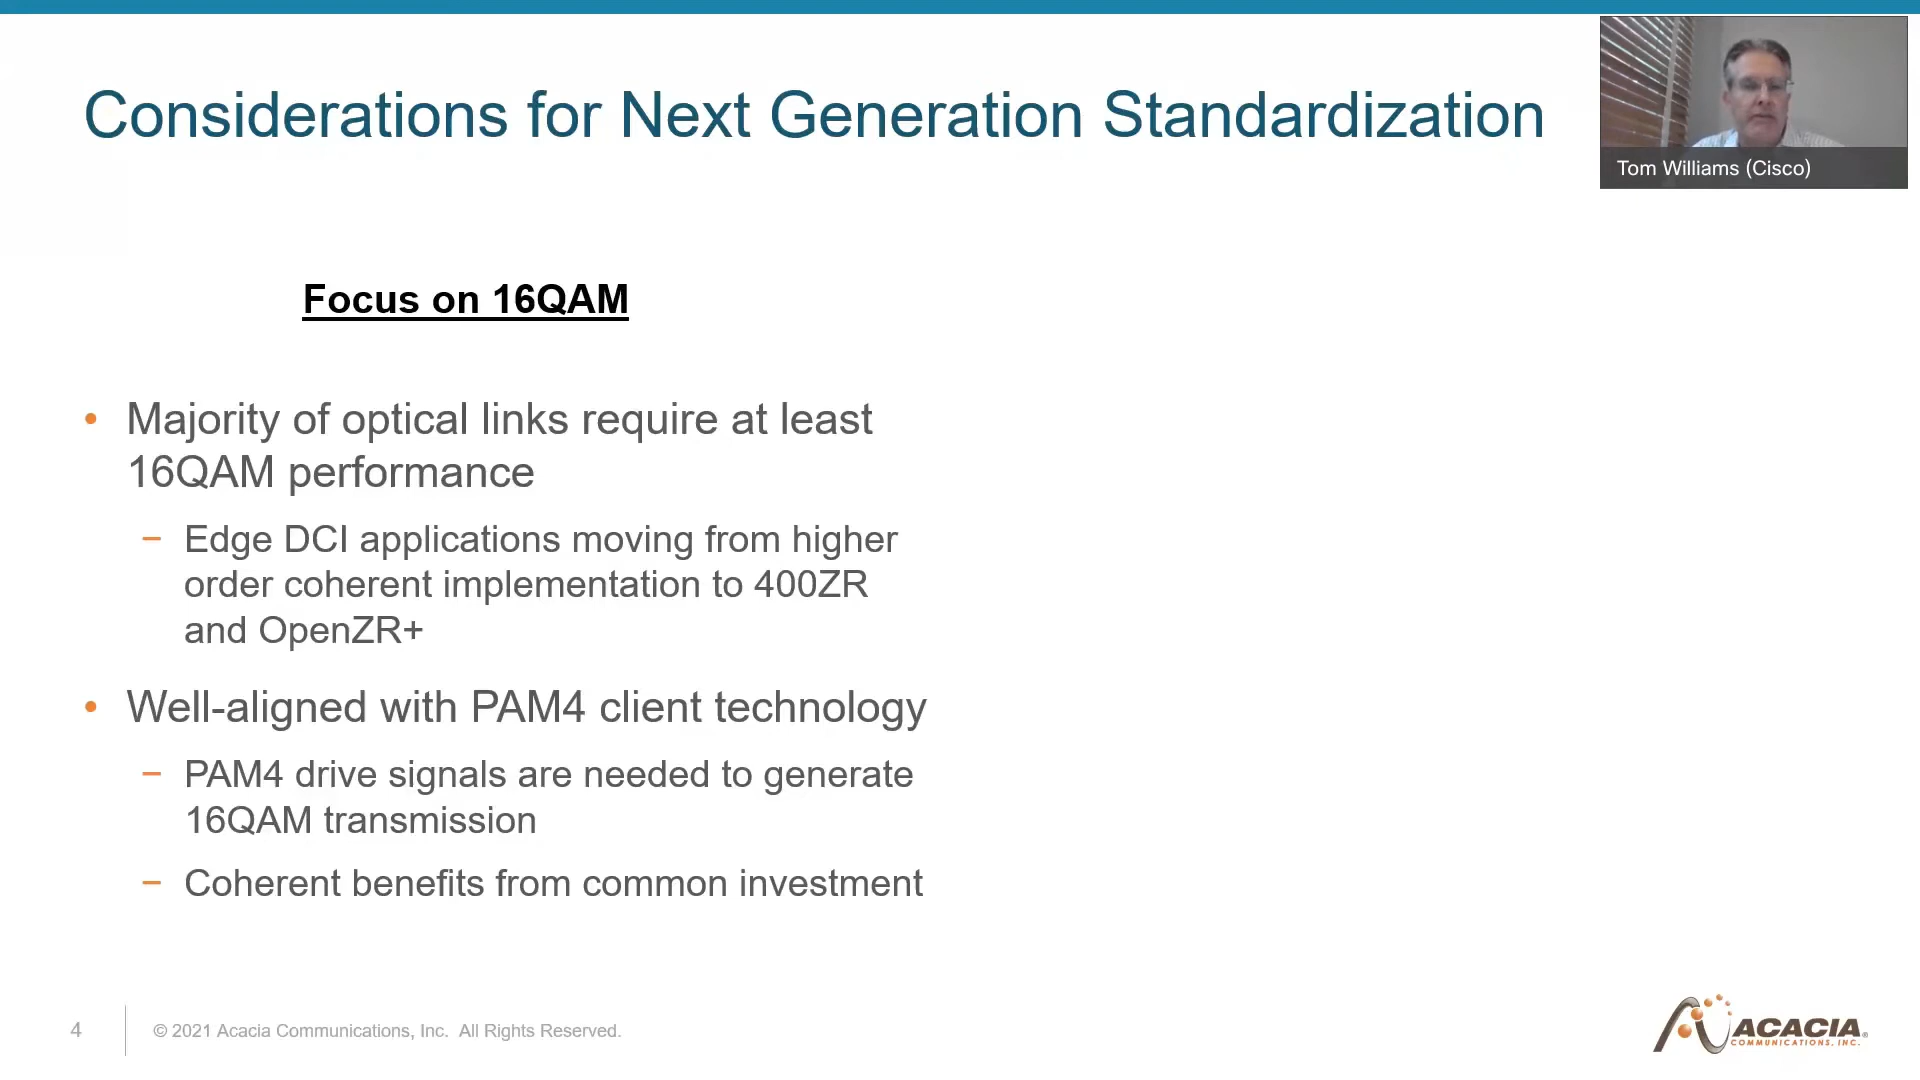 Considerations for Next Generation Standardization
Tom Williams (Cisco)
Focus on 16QAM
• Majority of optical links require at least
16QAM performance
− Edge DCI applications moving from higher
order coherent implementation to 400ZR
and OpenZR+
• Well-aligned with PAM4 client technology
− PAM4 drive signals are needed to generate
16QAM transmission
− Coherent benefits from common investment
4
© 2021 Acacia Communications, Inc. All Rights Reserved.
ACACIA®
COMMUNICATIONS, INC.